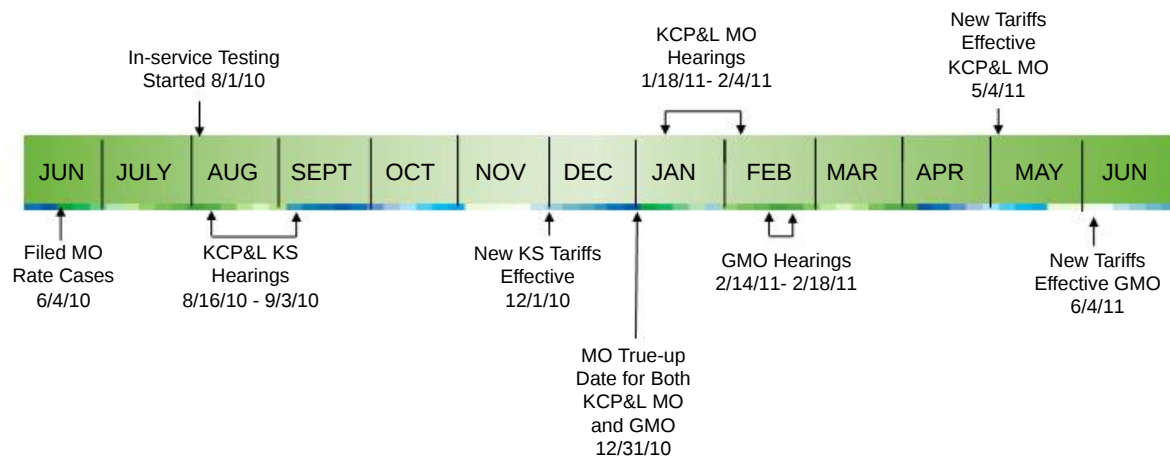 In-service Testing
Started 8/1/10
KCP&L MO
Hearings
1/18/11- 2/4/11
New Tariffs
Effective
KCP&L MO
5/4/11
JUN JULY AUG SEPT OCT NOV DEC JAN FEB MAR APR MAY JUN
Filed MO
Rate Cases
6/4/10
KCP&L KS
Hearings
8/16/10 - 9/3/10
New KS Tariffs
Effective
12/1/10
MO True-up
Date for Both
KCP&L MO
and GMO
12/31/10
GMO Hearings
2/14/11- 2/18/11
New Tariffs
Effective GMO
6/4/11